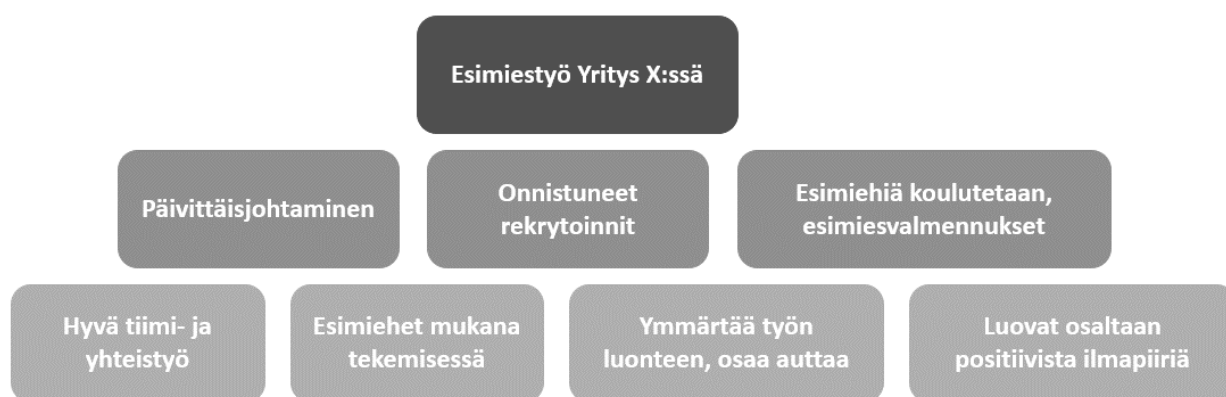 Esimiestyö Yritys X:ssä
Päivittäisjohtaminen
Onnistuneet
rekrytoinnit
Esimiehiä koulutetaan,
esimiesvalmennukset
Hyvä tiimi- ja
yhteistyö
Esimiehet mukana
tekemisessä
Ymmärtää työn
luonteen, osaa auttaa
Luovat osaltaan
positiivista ilmapiiriä